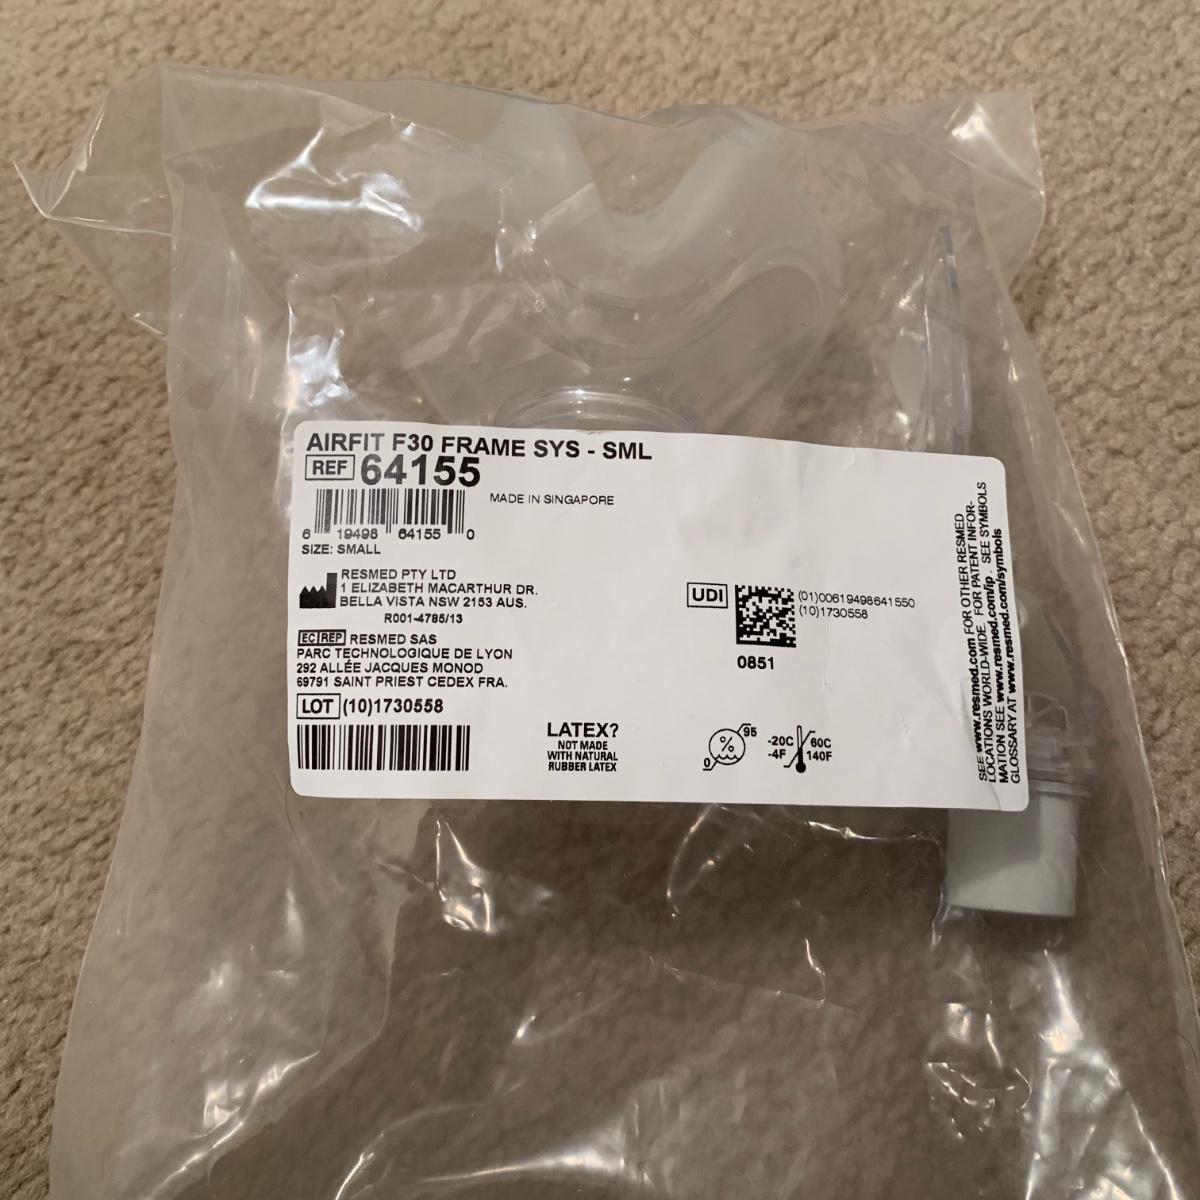 AIRFIT F30 FRAME SYS - SML
REF 64155
MADE IN SINGAPORE
6 19498 64155 0
SIZE: SMALL
RESMED PTY LTD
1 ELIZABETH MACARTHUR DR.
BELLA VISTA NSW 2153 AUS.
R001-4785/13
EC REP RESMED SAS
PARC TECHNOLOGIQUE DE LYON
292 ALLÉE JACQUES MONOD
69791 SAINT PRIEST CEDEX FRA.
LOT (10)1730558
UDI
(01)00619498641550
(10)1730558
0851
LATEX?
NOT MADE
WITH NATURAL
RUBBER LATEX
95
%
0
-20C 60C
-4F 140F
SEE www.resmed.com FOR OTHER RESMED
LOCATIONS WORLD-WIDE. FOR PATENT INFOR-
MATION SEE www.resmed.com/ip . SEE SYMBOLS
GLOSSARY AT www.resmed.com/symbols